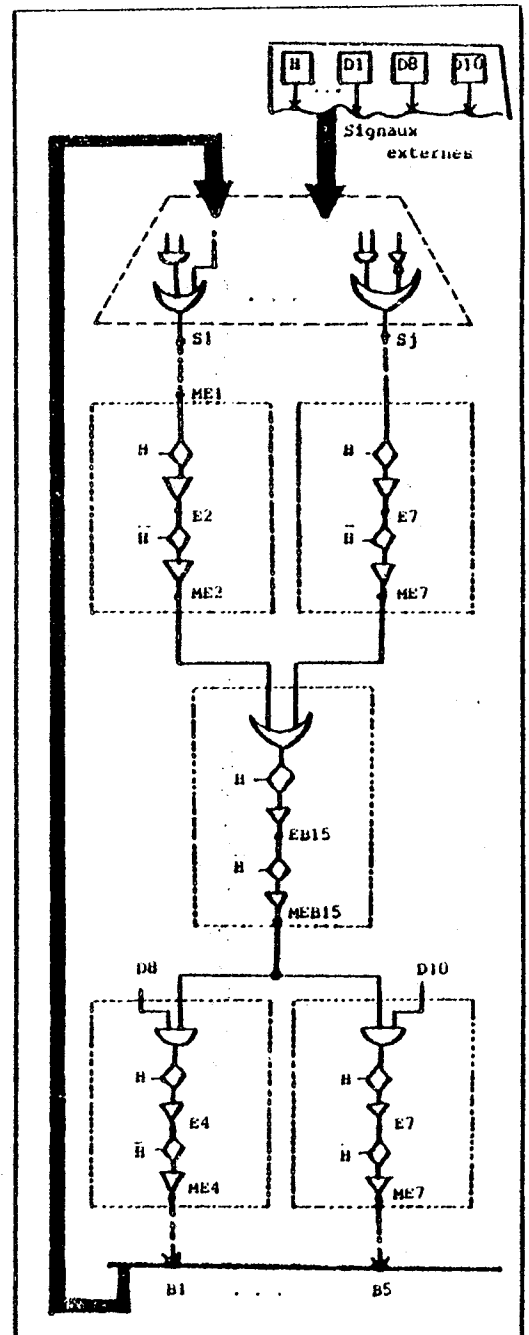 H D1 D8 D10
...
Signaux
externes
. . . .
S1 Sj
ME1
H H
E2 E7
H̅ H̅
ME2 ME7
H
EB15
H
MEB15
D8 D10
H H
E4 E7
H̅ H
ME4 ME7
B1 . . . . B5